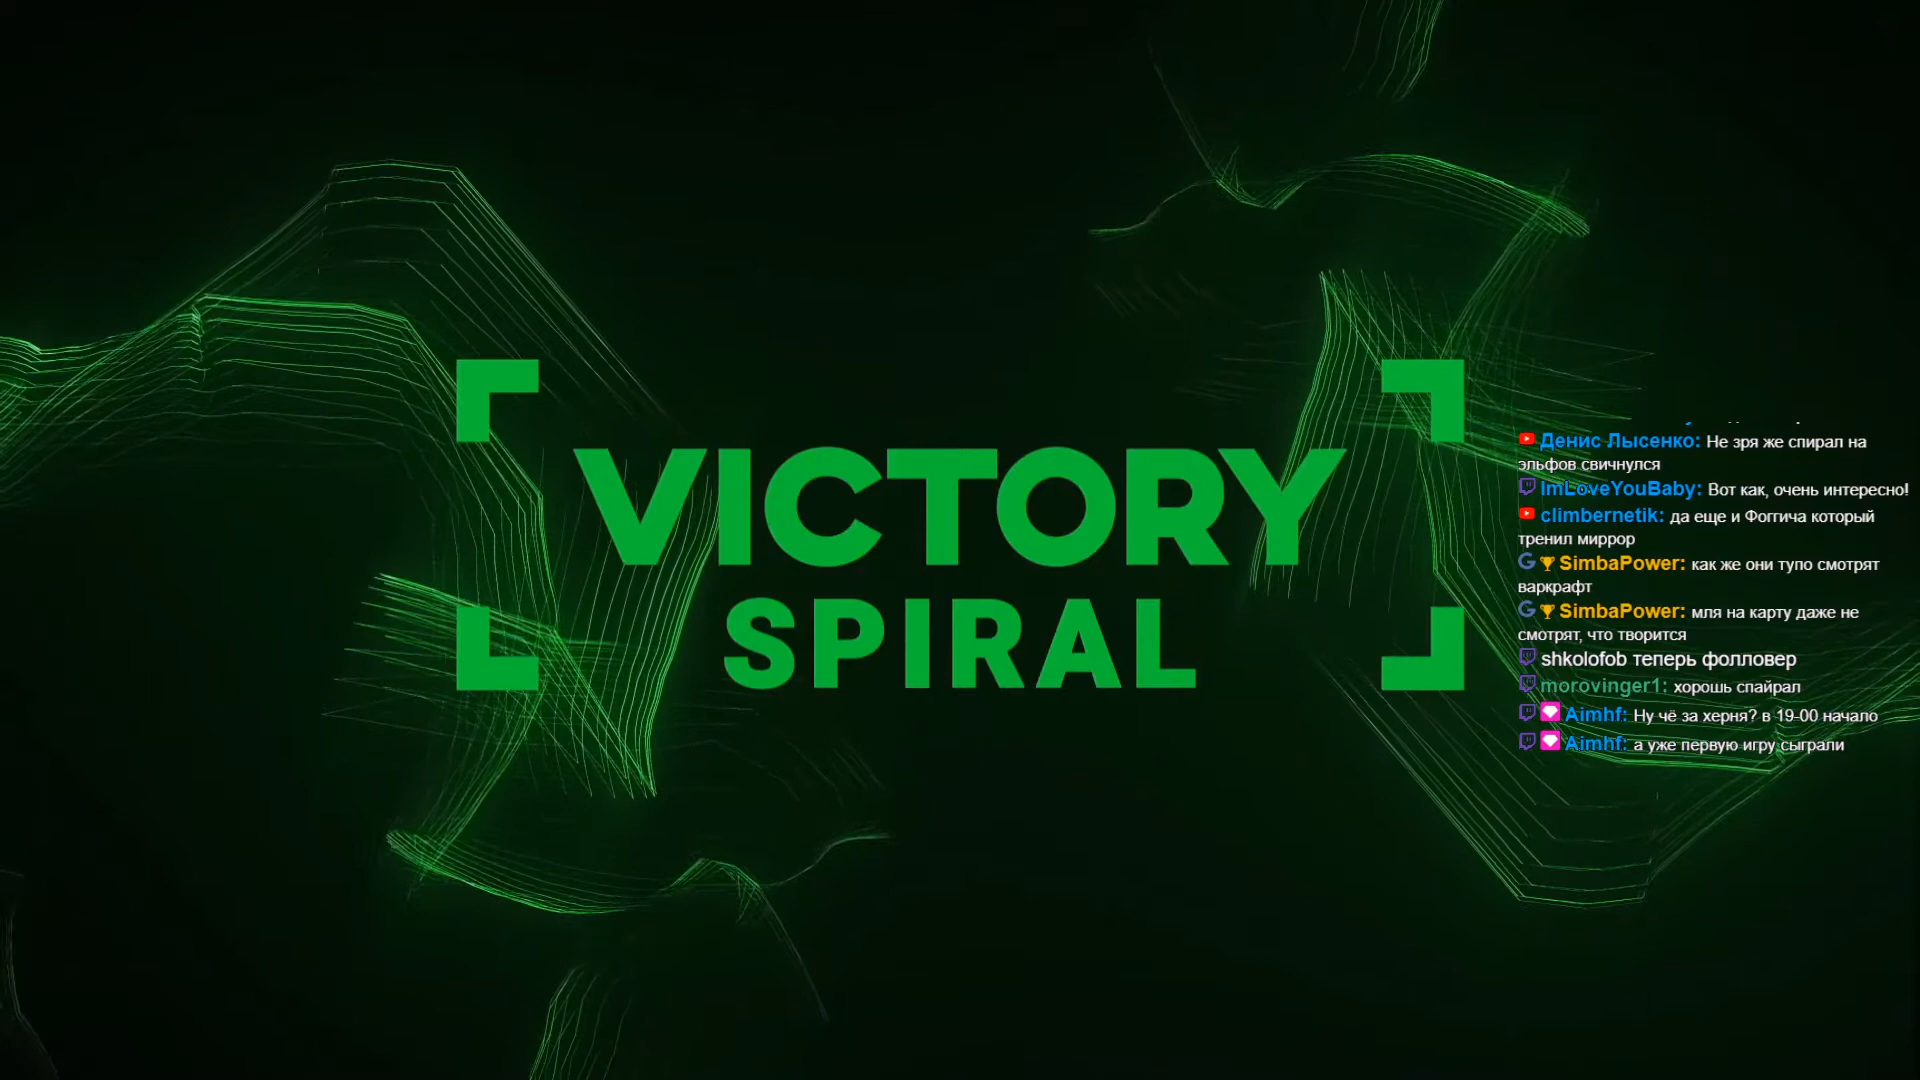 VICTORY
SPIRAL
Денис Лысенко: Не зря же спирал на
эльфов свичнулся
ImLoveYouBaby: Вот как, очень интересно!
climbernetik: да еще и Фоггича который
тренил миррор
SimbaPower: как же они тупо смотрят
варкрафт
SimbaPower: мля на карту даже не
смотрят, что творится
shkolofob теперь фолловер
morovinger1: хорошь спайрал
Aimhf: Ну чё за херня? в 19-00 начало
Aimhf: а уже первую игру сыграли